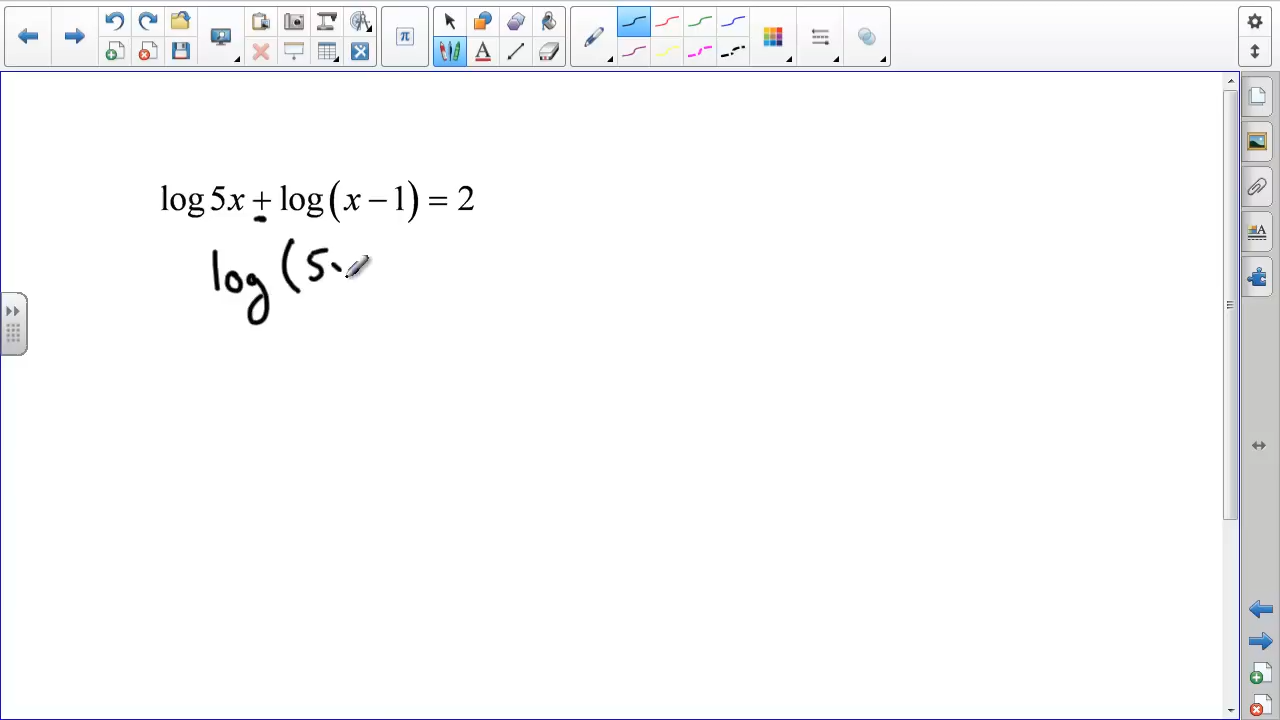 log 5x + log(x − 1) = 2
log (5